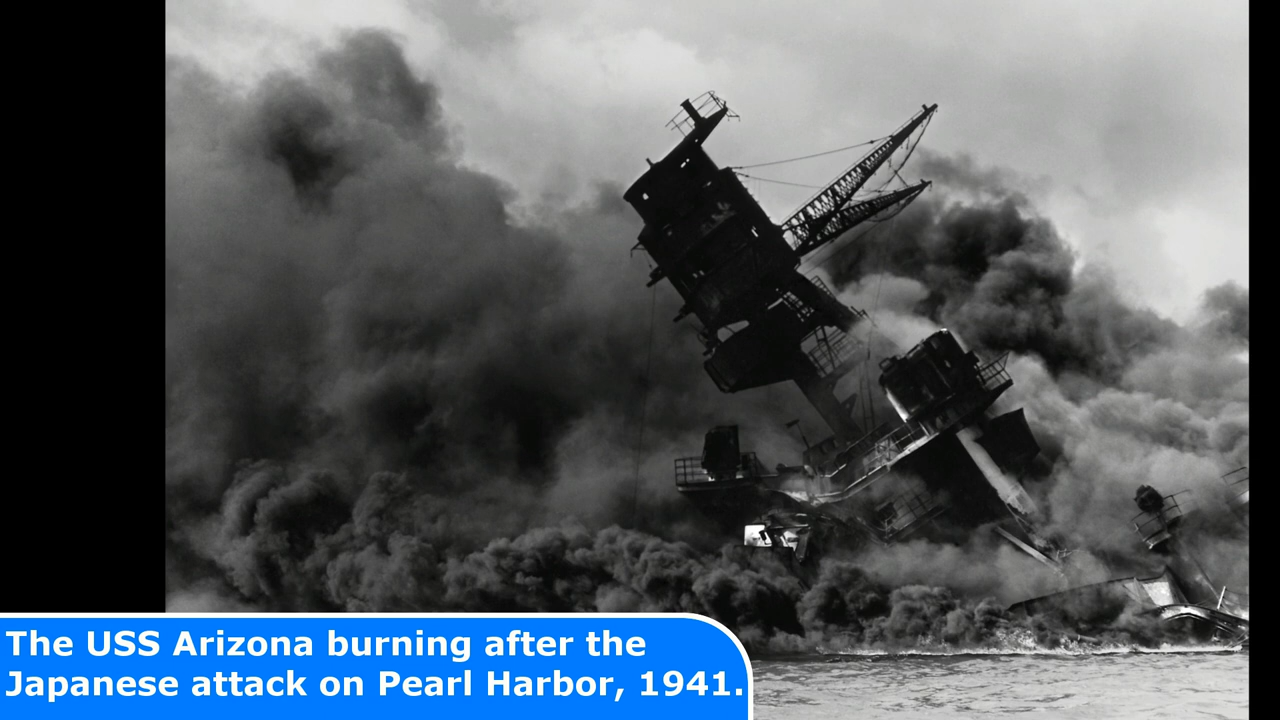 The USS Arizona burning after the
Japanese attack on Pearl Harbor, 1941.